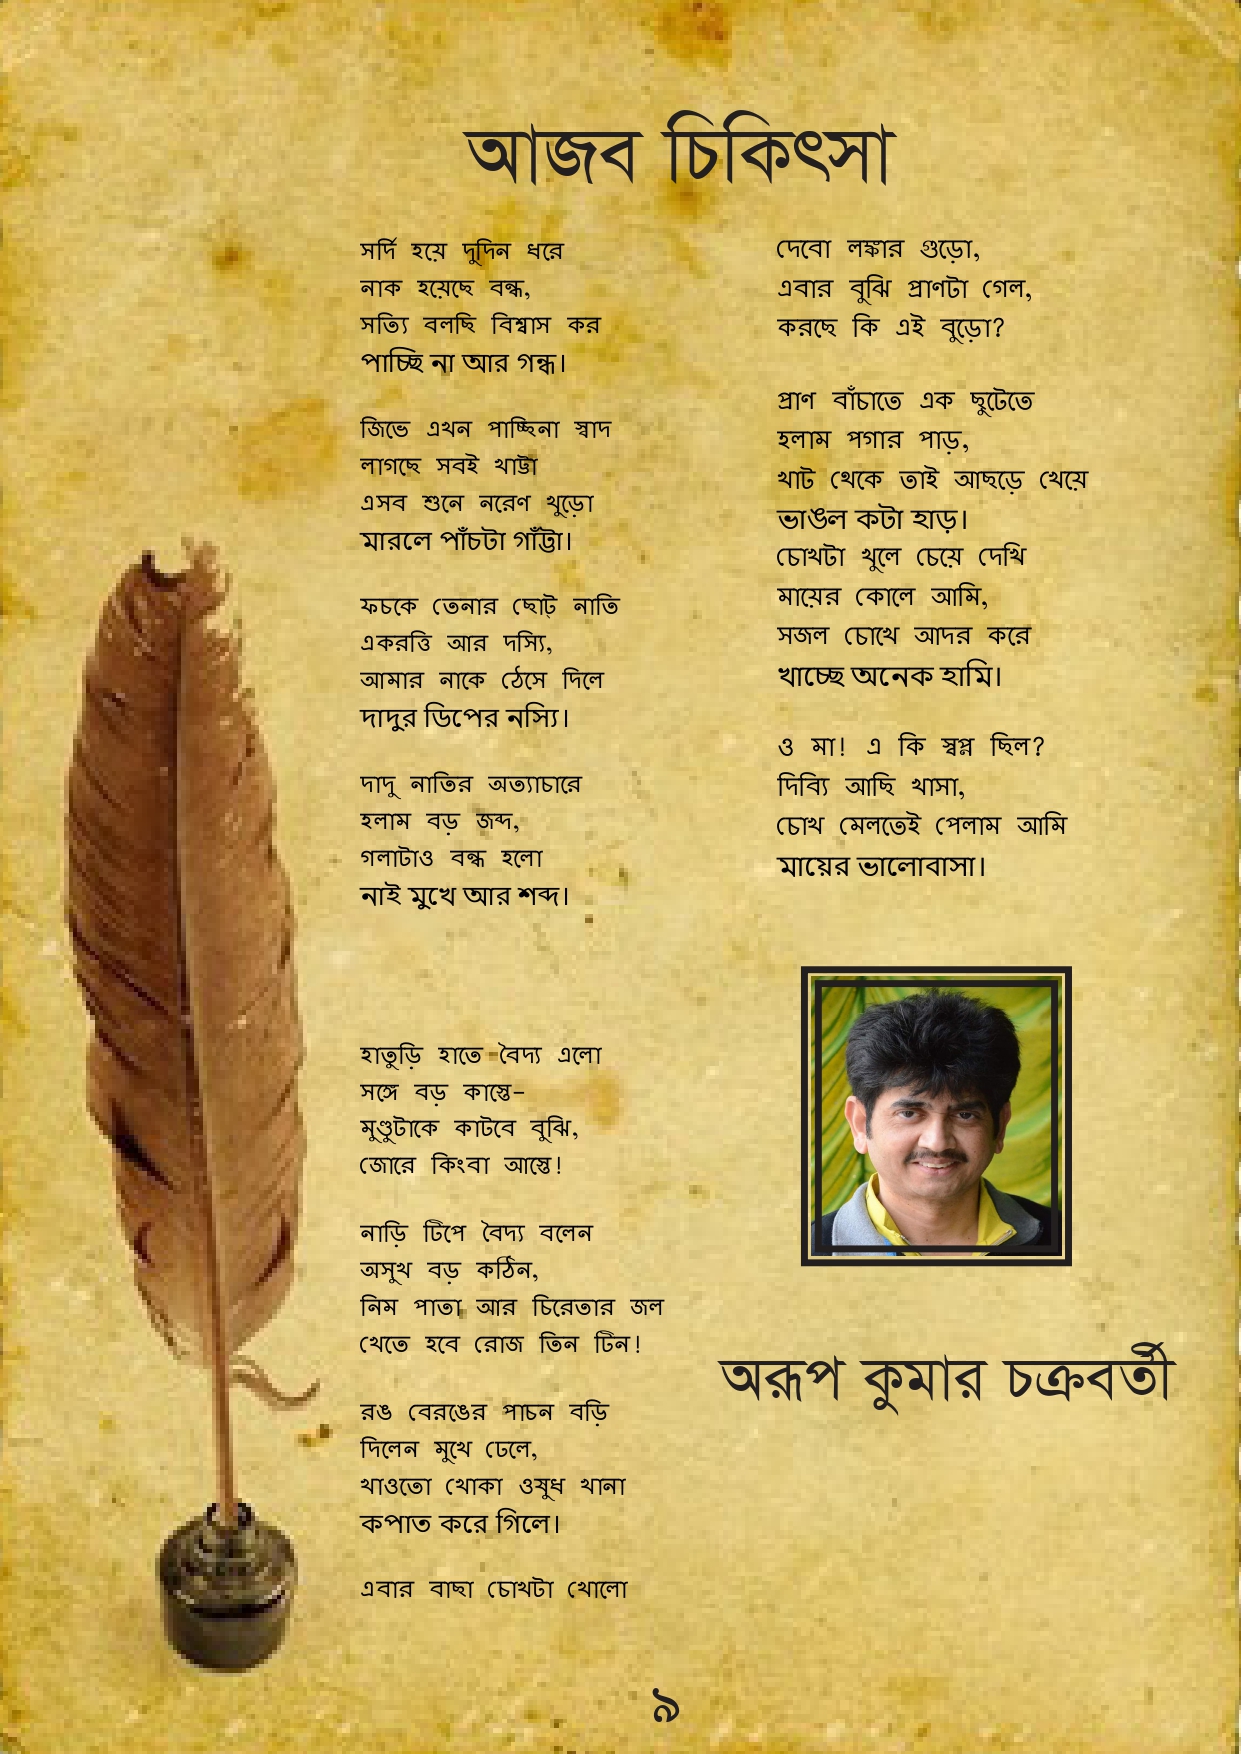 আজব চিকিৎসা
সর্দি হয়ে দুদিন ধরে
নাক হয়েছে বন্ধ,
সত্যি বলছি বিশ্বাস কর
পাচ্ছি না আর গন্ধ।
জিভে এখন পাচ্ছিনা স্বাদ
লাগছে সবই খাট্টা
এসব শুনে নরেণ খুড়ো
মারলে পাঁচটা গাঁট্টা।
ফচকে তেনার ছোট্ নাতি
একরত্তি আর দস্যি,
আমার নাকে ঠেসে দিলে
দাদুর ডিপের নস্যি।
দাদু নাতির অত্যাচারে
হলাম বড় জব্দ,
গলাটাও বন্ধ হলো
নাই মুখে আর শব্দ।
হাতুড়ি হাতে বৈদ্য এলো
সঙ্গে বড় কাস্তে-
মুণ্ডুটাকে কাটবে বুঝি,
জোরে কিংবা আস্তে!
নাড়ি টিপে বৈদ্য বলেন
অসুখ বড় কঠিন,
নিম পাতা আর চিরেতার জল
খেতে হবে রোজ তিন টিন!
রঙ বেরঙের পাচন বড়ি
দিলেন মুখে ঢেলে,
খাওতো খোকা ওষুধ খানা
কপাত করে গিলে।
এবার বাছা চোখটা খোলো
দেবো লঙ্কার গুড়ো,
এবার বুঝি প্রাণটা গেল,
করছে কি এই বুড়ো?
প্রাণ বাঁচাতে এক ছুটেতে
হলাম পগার পাড়,
খাট থেকে তাই আছড়ে খেয়ে
ভাঙল কটা হাড়।
চোখটা খুলে চেয়ে দেখি
মায়ের কোলে আমি,
সজল চোখে আদর করে
খাচ্ছে অনেক হামি।
ও মা! এ কি স্বপ্ন ছিল?
দিব্যি আছি খাসা,
চোখ মেলতেই পেলাম আমি
মায়ের ভালোবাসা।
অরূপ কুমার চক্রবর্তী
৯